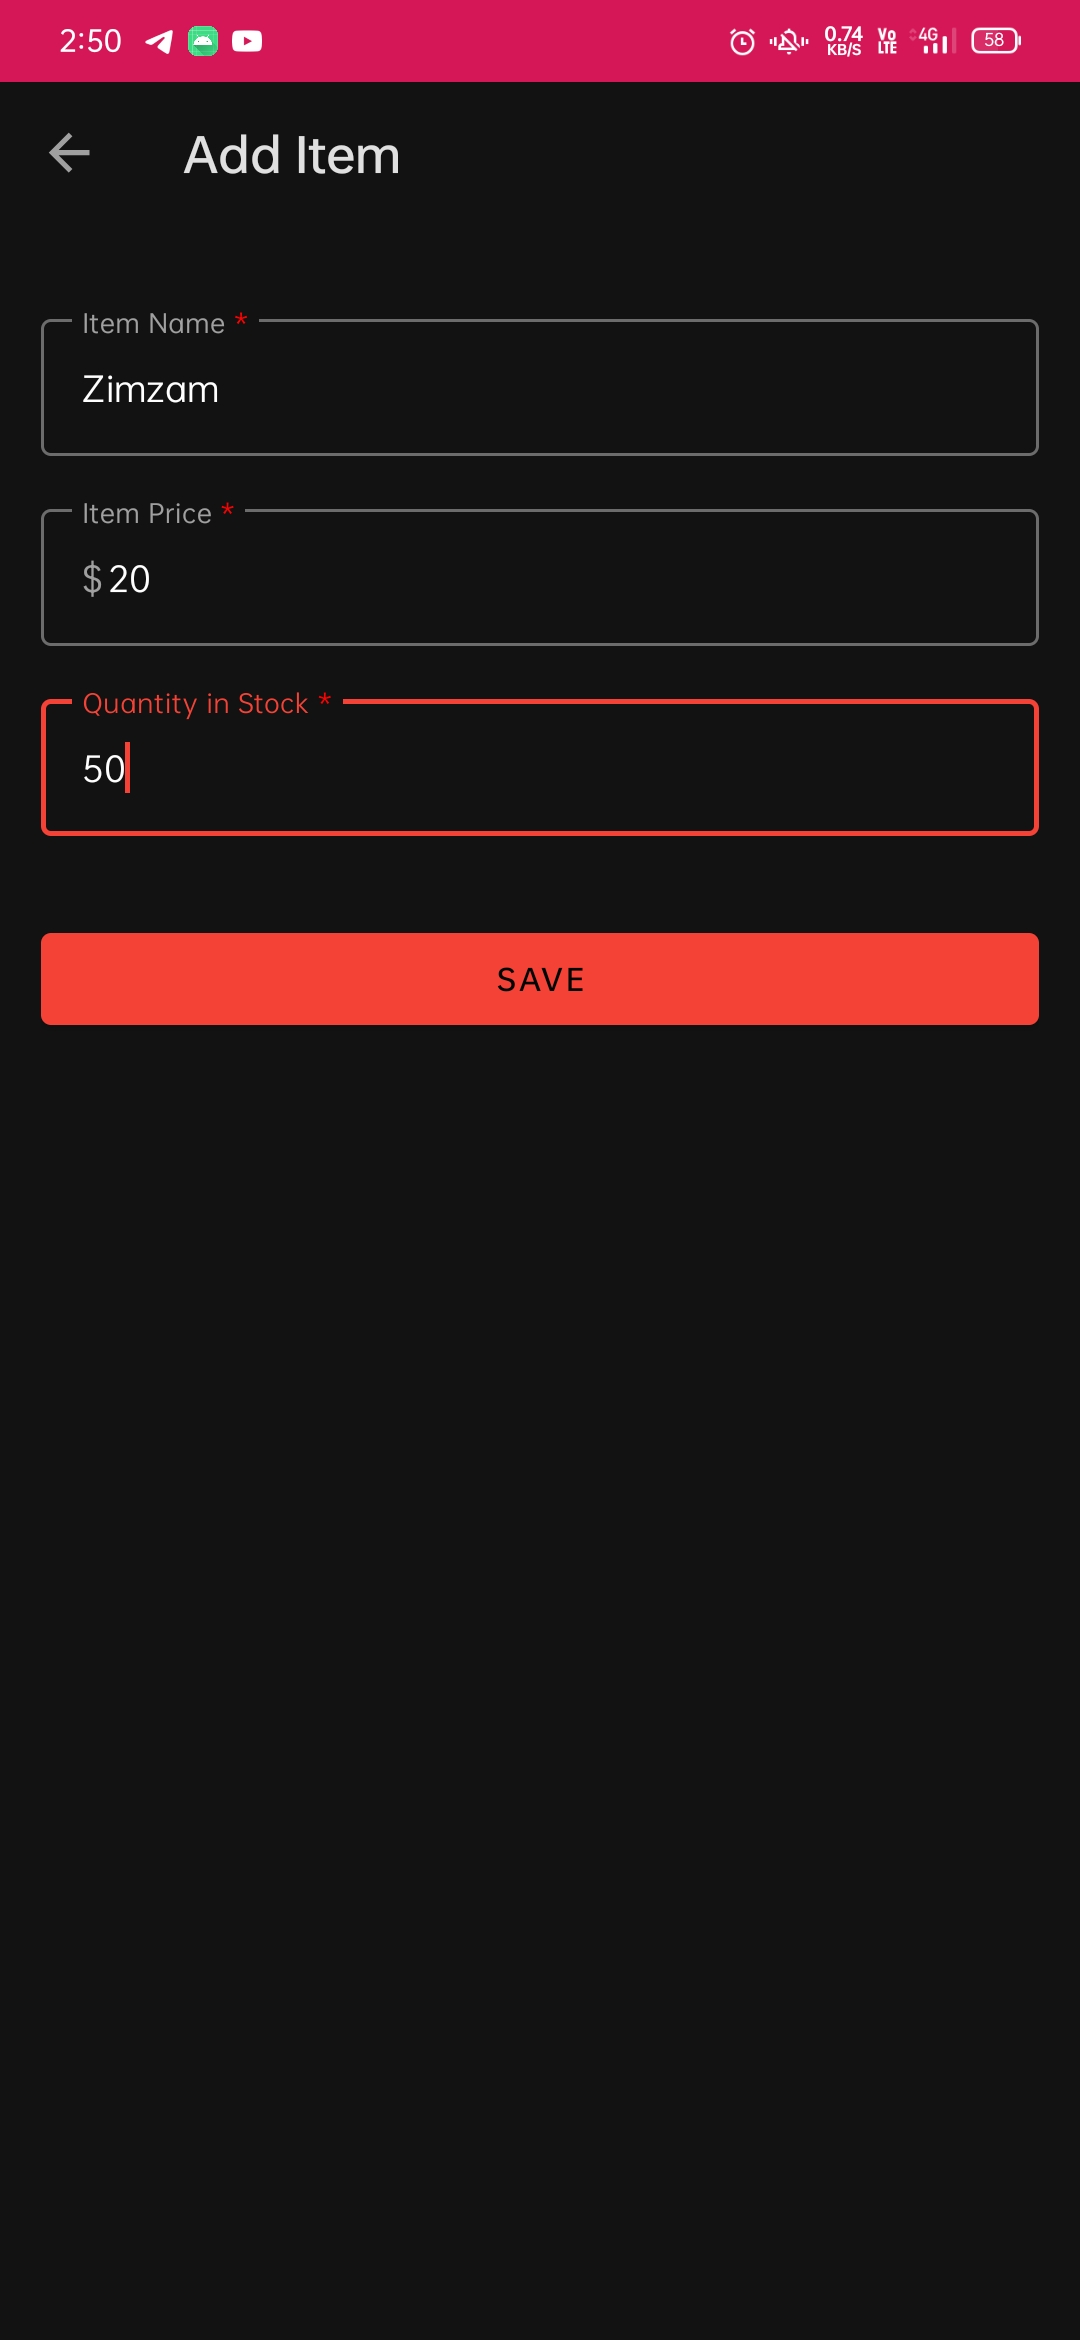 2:50 0.74 KB/S Vo LTE 4G 58
Add Item
Item Name *
Zimzam
Item Price *
$ 20
Quantity in Stock *
50
SAVE